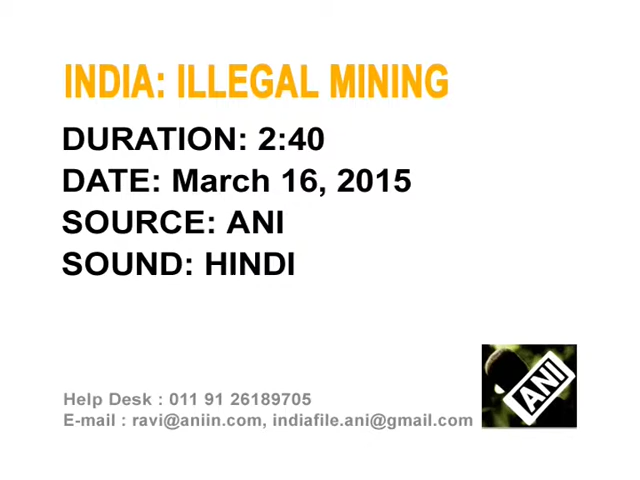 INDIA: ILLEGAL MINING
DURATION: 2:40
DATE: March 16, 2015
SOURCE: ANI
SOUND: HINDI
Help Desk : 011 91 26189705
E-mail : ravi@aniin.com, indiafile.ani@gmail.com
ANI